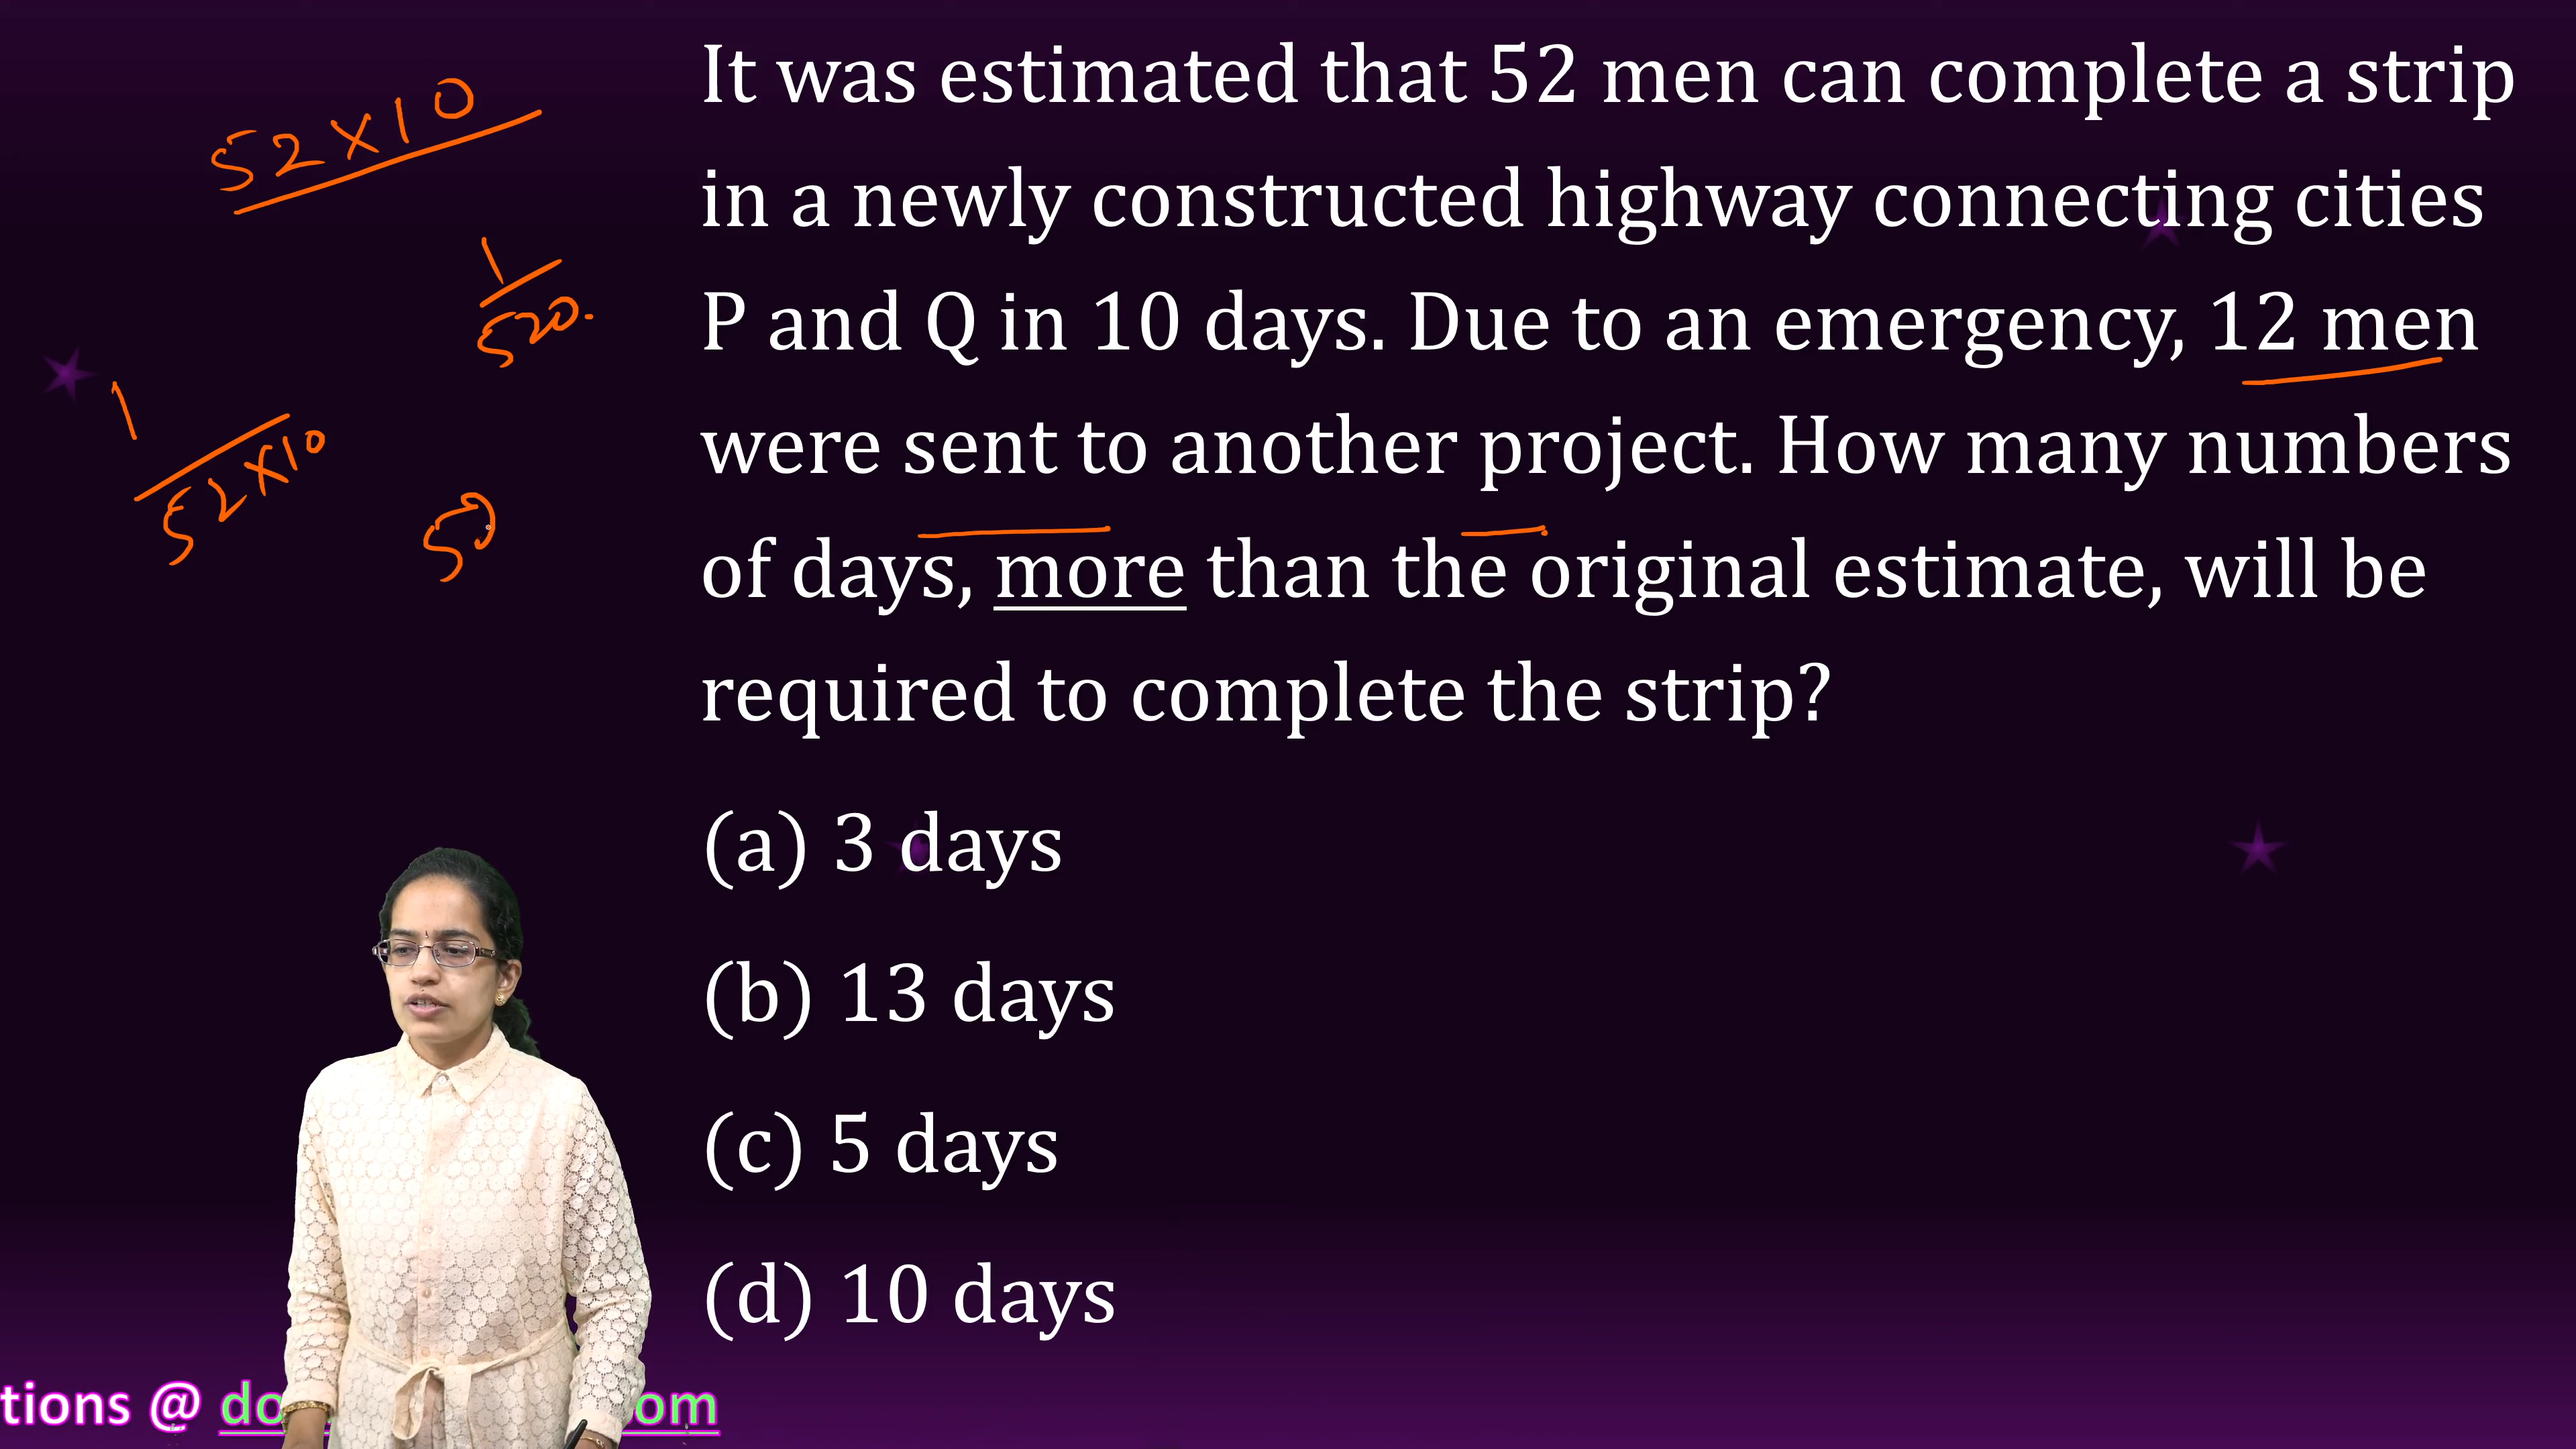 52 × 10
1
520.
1
52 × 10
It was estimated that 52 men can complete a strip
in a newly constructed highway connecting cities
P and Q in 10 days. Due to an emergency, 12 men
were sent to another project. How many numbers
of days, more than the original estimate, will be
required to complete the strip?
(a) 3 days
(b) 13 days
(c) 5 days
(d) 10 days
tions @